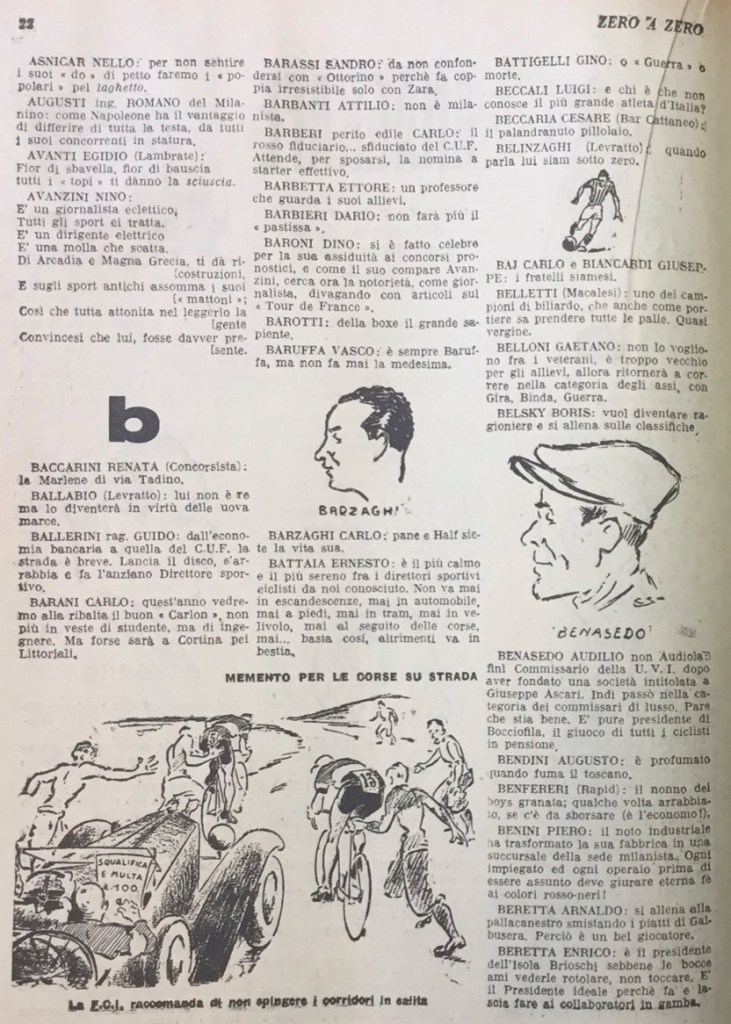 22
ZERO A ZERO
ASNICAR NELLO: per non sentire
i suoi « do » di petto faremo i « po-
polari » pel laghetto.
AUGUSTI ing. ROMANO del Mila-
nino: come Napoleone ha il vantaggio
di differire di tutta la testa, da tutti
i suoi concorrenti in statura.
AVANTI EGIDIO (Lambrate):
Fior di sbavella, fior di bauscia
tutti i « topi » ti dànno la sciuscia.
AVANZINI NINO:
E' un giornalista eclettico,
Tutti gli sport ei tratta.
E' un dirigente elettrico
E' una molla che scatta.
Di Arcadia e Magna Grecia, ti dà ri-
[costruzioni,
E sugli sport antichi assomma i suoi
[« mattoni »;
Così che tutta attonita nel leggerlo la
[gente
Convincesi che lui, fosse davver pre-
[sente.
b
BACCARINI RENATA (Concorsista):
la Marlene di via Tadino.
BALLABIO (Levratto): lui non è re
ma lo diventerà in virtù delle uova
marce.
BALLERINI rag. GUIDO: dall'econo-
mia bancaria a quella del C.U.F. la
strada è breve. Lancia il disco, s'ar-
rabbia e fa l'anziano Direttore spor-
tivo.
BARANI CARLO: quest'anno vedre-
mo alla ribalta il buon « Carlon », non
più in veste di studente, ma di inge-
gnere. Ma forse sarà a Cortina pei
Littoriali.
BARASSI SANDRO: da non confon-
dersi con « Ottorino » perchè fa cop-
pia irresistibile solo con Zara.
BARBANTI ATTILIO: non è mila-
nista.
BARBERI perito edile CARLO: il
rosso fiduciario... sfiduciato del C.U.F.
Attende, per sposarsi, la nomina a
starter effettivo.
BARBETTA ETTORE: un professore
che guarda i suoi allievi.
BARBIERI DARIO: non farà più il
« pastissa ».
BARONI DINO: si è fatto celebre
per la sua assiduità ai concorsi pro-
nostici, e come il suo compare Avan-
zini, cerca ora la notorietà, come gior-
nalista, divagando con articoli sul
« Tour de France ».
BAROTTI: della boxe il grande sa-
piente.
BARUFFA VASCO: è sempre Baruf-
fa, ma non fa mai la medesima.
BARZAGHI
BARZAGHI CARLO: pane e Half sie-
te la vita sua.
BATTAIA ERNESTO: è il più calmo
e il più sereno fra i direttori sportivi
ciclisti da noi conosciuto. Non va mai
in escandescenze, mai in automobile,
mai a piedi, mai in tram, mai in ve-
livolo, mai al seguito delle corse,
mai... basta così, altrimenti va in
bestia.
BATTIGELLI GINO: o « Guerra » o
morte.
BECCALI LUIGI: e chi è che non
conosce il più grande atleta d'Italia?
BECCARIA CESARE (Bar Cattaneo):
il palandranuto pillolaio.
BELINZAGHI (Levratto): quando
parla lui siam sotto zero.
BAJ CARLO e BIANCARDI GIUSEP-
PE: i fratelli siamesi.
BELLETTI (Macalesi): uno dei cam-
pioni di biliardo, che anche come por-
tiere sa prendere tutte le palle. Quasi
vergine.
BELLONI GAETANO: non lo voglio-
no fra i veterani, è troppo vecchio
per gli allievi, allora ritornerà a cor-
rere nella categoria degli assi, con
Gira, Binda, Guerra.
BELSKY BORIS: vuol diventare ra-
gioniere e si allena sulle classifiche.
BENASEDO
BENASEDO AUDILIO non Audiola?
fini Commissario della U.V.I. dopo
aver fondato una società intitolata a
Giuseppe Ascari. Indi passò nella ca-
tegoria dei commissari di lusso. Pare
che stia bene. E' pure presidente di
Bocciofila, il giuoco di tutti i ciclisti
in pensione.
BENDINI AUGUSTO: è profumato
quando fuma il toscano.
BENFERERI (Rapid): il nonno dei
boys granata; qualche volta arrabbia-
to, se c'è da sborsare (è l'economo!).
BENINI PIERO: il noto industriale
ha trasformato la sua fabbrica in una
succursale della sede milanista. Ogni
impiegato ed ogni operaio prima di
essere assunto deve giurare eterna fè
ai colori rosso-neri!
BERETTA ARNALDO: si allena alla
pallacanestro smistando i piatti di Gal-
busera. Perciò è un bel giocatore.
BERETTA ENRICO: è il presidente
dell'Isola Brioschi sebbene le bocce
ami vederle rotolare, non toccare. E'
il Presidente ideale perchè fa e la-
scia fare ai collaboratori in gamba.
MEMENTO PER LE CORSE SU STRADA
15
13
SQUALIFICA
E MULTA
£ 100
La F.C.I. raccomanda di non spingere i corridori in salita